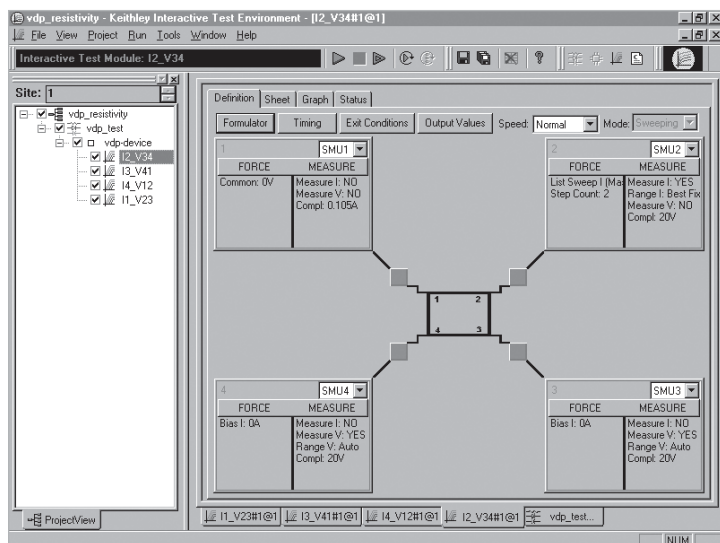 vdp_resistivity - Keithley Interactive Test Environment - [I2_V34#1@1]
File View Project Run Tools Window Help
Interactive Test Module: I2_V34
Site: 1
vdp_resistivity
vdp_test
vdp-device
I2_V34
I3_V41
I4_V12
I1_V23
ProjectView
Definition Sheet Graph Status
Formulator Timing Exit Conditions Output Values Speed: Normal Mode: Sweeping
1 SMU1
FORCE MEASURE
Common: 0V
Measure I: NO
Measure V: NO
Compl: 0.105A
2 SMU2
FORCE MEASURE
List Sweep I (Ma
Step Count: 2
Measure I: YES
Range I: Best Fix
Measure V: NO
Compl: 20V
1 2
4 3
4 SMU4
FORCE MEASURE
Bias I: 0A
Measure I: NO
Measure V: YES
Range V: Auto
Compl: 20V
3 SMU3
FORCE MEASURE
Bias I: 0A
Measure I: NO
Measure V: YES
Range V: Auto
Compl: 20V
I1_V23#1@1 I3_V41#1@1 I4_V12#1@1 I2_V34#1@1 vdp_test...
NUM